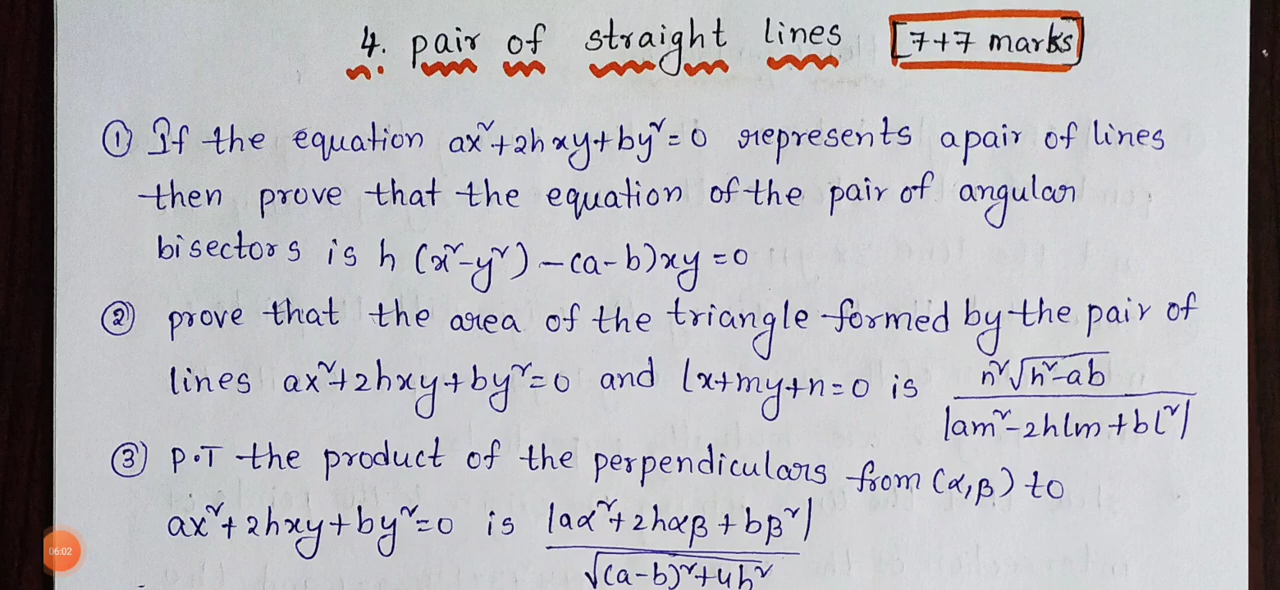 4. pair of straight lines [7+7 marks]
① If the equation ax²+2hxy+by²=0 represents a pair of lines
then prove that the equation of the pair of angular
bisectors is h (x²-y²) -(a-b)xy=0
② prove that the area of the triangle formed by the pair of
lines ax²+2hxy+by²=0 and lx+my+n=0 is n²√h²-ab / |am²-2hlm+bl²|
③ P.T the product of the perpendiculars from (α,β) to
ax²+2hxy+by²=0 is |aα²+2hαβ+bβ²| / √(a-b)²+4h²
06:02